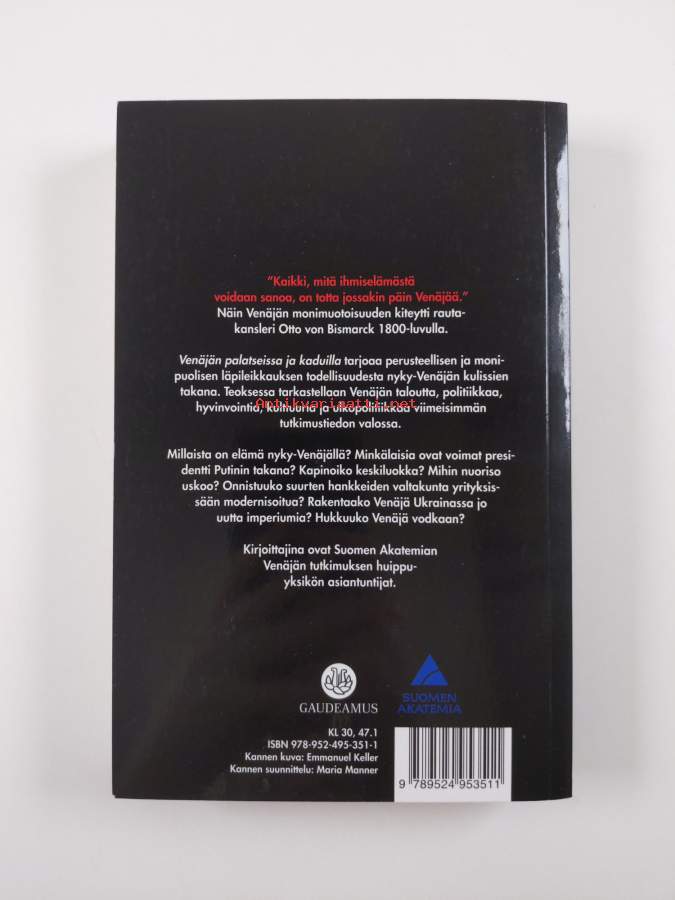 ”Kaikki, mitä ihmiselämästä
voidaan sanoa, on totta jossakin päin Venäjää.”
Näin Venäjän monimuotoisuuden kiteytti rauta-
kansleri Otto von Bismarck 1800-luvulla.
Venäjän palatseissa ja kaduilla tarjoaa perusteellisen ja moni-
puolisen läpileikkauksen todellisuudesta nyky-Venäjän kulissien
takana. Teoksessa tarkastellaan Venäjän taloutta, politiikkaa,
Antikvariaatti.net
hyvinvointia, kulttuuria ja ulkopolitiikkaa viimeisimmän
tutkimustiedon valossa.
Millaista on elämä nyky-Venäjällä? Minkälaisia ovat voimat presi-
dentti Putinin takana? Kapinoiko keskiluokka? Mihin nuoriso
uskoo? Onnistuuko suurten hankkeiden valtakunta yrityksis-
sään modernisoitua? Rakentaako Venäjä Ukrainassa jo
uutta imperiumia? Hukkuuko Venäjä vodkaan?
Kirjoittajina ovat Suomen Akatemian
Venäjän tutkimuksen huippu-
yksikön asiantuntijat.
GAUDEAMUS
SUOMEN
AKATEMIA
KL 30, 47.1
ISBN 978-952-495-351-1
Kannen kuva: Emmanuel Keller
Kannen suunnittelu: Maria Manner
9 789524 953511